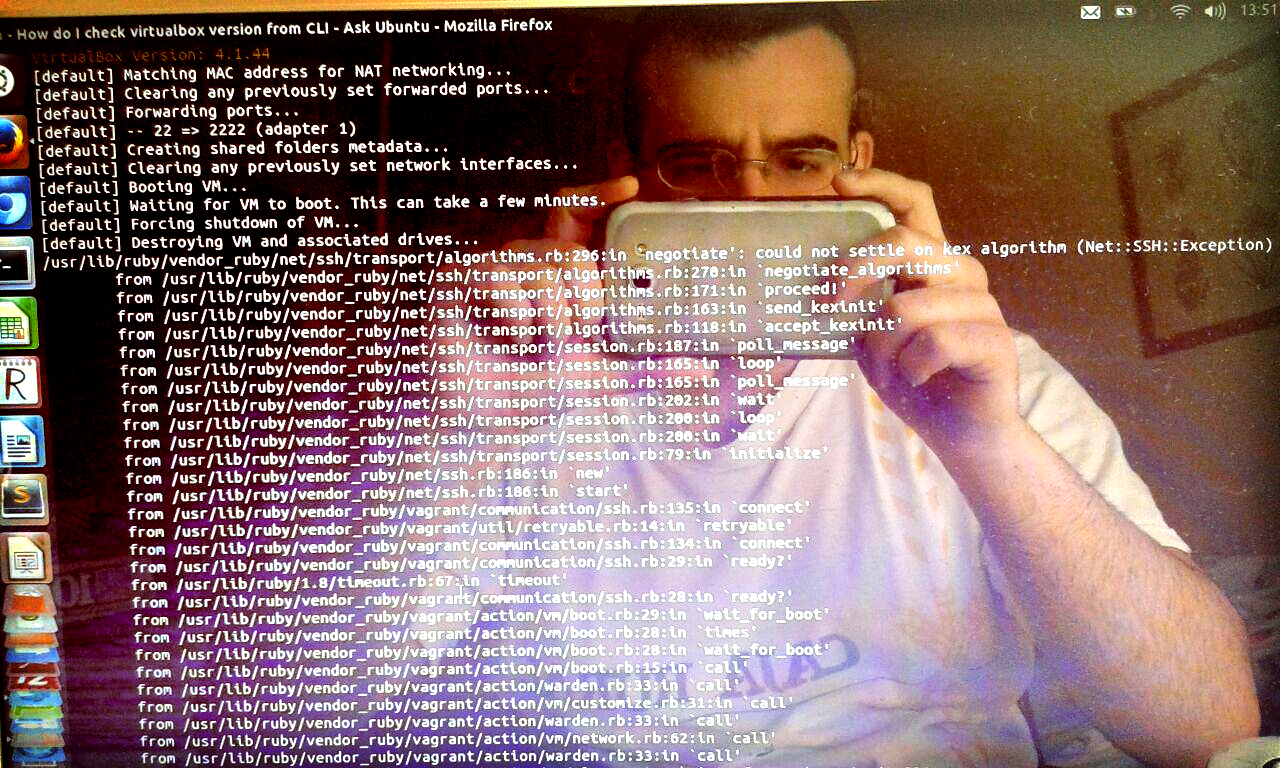 - How do I check virtualbox version from CLI - Ask Ubuntu - Mozilla Firefox
13:51
VirtualBox Version: 4.1.44
[default] Matching MAC address for NAT networking...
[default] Clearing any previously set forwarded ports...
[default] Forwarding ports...
[default] -- 22 => 2222 (adapter 1)
[default] Creating shared folders metadata...
[default] Clearing any previously set network interfaces...
[default] Booting VM...
[default] Waiting for VM to boot. This can take a few minutes.
[default] Forcing shutdown of VM...
[default] Destroying VM and associated drives...
/usr/lib/ruby/vendor_ruby/net/ssh/transport/algorithms.rb:296:in `negotiate': could not settle on kex algorithm (Net::SSH::Exception)
from /usr/lib/ruby/vendor_ruby/net/ssh/transport/algorithms.rb:270:in `negotiate_algorithms'
from /usr/lib/ruby/vendor_ruby/net/ssh/transport/algorithms.rb:171:in `proceed!'
from /usr/lib/ruby/vendor_ruby/net/ssh/transport/algorithms.rb:163:in `send_kexinit'
from /usr/lib/ruby/vendor_ruby/net/ssh/transport/algorithms.rb:118:in `accept_kexinit'
from /usr/lib/ruby/vendor_ruby/net/ssh/transport/session.rb:187:in `poll_message'
from /usr/lib/ruby/vendor_ruby/net/ssh/transport/session.rb:165:in `loop'
from /usr/lib/ruby/vendor_ruby/net/ssh/transport/session.rb:165:in `poll_message'
from /usr/lib/ruby/vendor_ruby/net/ssh/transport/session.rb:202:in `wait'
from /usr/lib/ruby/vendor_ruby/net/ssh/transport/session.rb:200:in `loop'
from /usr/lib/ruby/vendor_ruby/net/ssh/transport/session.rb:200:in `wait'
from /usr/lib/ruby/vendor_ruby/net/ssh/transport/session.rb:79:in `initialize'
from /usr/lib/ruby/vendor_ruby/net/ssh.rb:186:in `new'
from /usr/lib/ruby/vendor_ruby/net/ssh.rb:186:in `start'
from /usr/lib/ruby/vendor_ruby/vagrant/communication/ssh.rb:135:in `connect'
from /usr/lib/ruby/vendor_ruby/vagrant/util/retryable.rb:14:in `retryable'
from /usr/lib/ruby/vendor_ruby/vagrant/communication/ssh.rb:134:in `connect'
from /usr/lib/ruby/vendor_ruby/vagrant/communication/ssh.rb:29:in `ready?'
from /usr/lib/ruby/1.8/timeout.rb:67:in `timeout'
from /usr/lib/ruby/vendor_ruby/vagrant/communication/ssh.rb:28:in `ready?'
from /usr/lib/ruby/vendor_ruby/vagrant/action/vm/boot.rb:29:in `wait_for_boot'
from /usr/lib/ruby/vendor_ruby/vagrant/action/vm/boot.rb:28:in `times'
from /usr/lib/ruby/vendor_ruby/vagrant/action/vm/boot.rb:28:in `wait_for_boot'
from /usr/lib/ruby/vendor_ruby/vagrant/action/vm/boot.rb:15:in `call'
from /usr/lib/ruby/vendor_ruby/vagrant/action/warden.rb:33:in `call'
from /usr/lib/ruby/vendor_ruby/vagrant/action/vm/customize.rb:31:in `call'
from /usr/lib/ruby/vendor_ruby/vagrant/action/warden.rb:33:in `call'
from /usr/lib/ruby/vendor_ruby/vagrant/action/vm/network.rb:62:in `call'
from /usr/lib/ruby/vendor_ruby/vagrant/action/warden.rb:33:in `call'